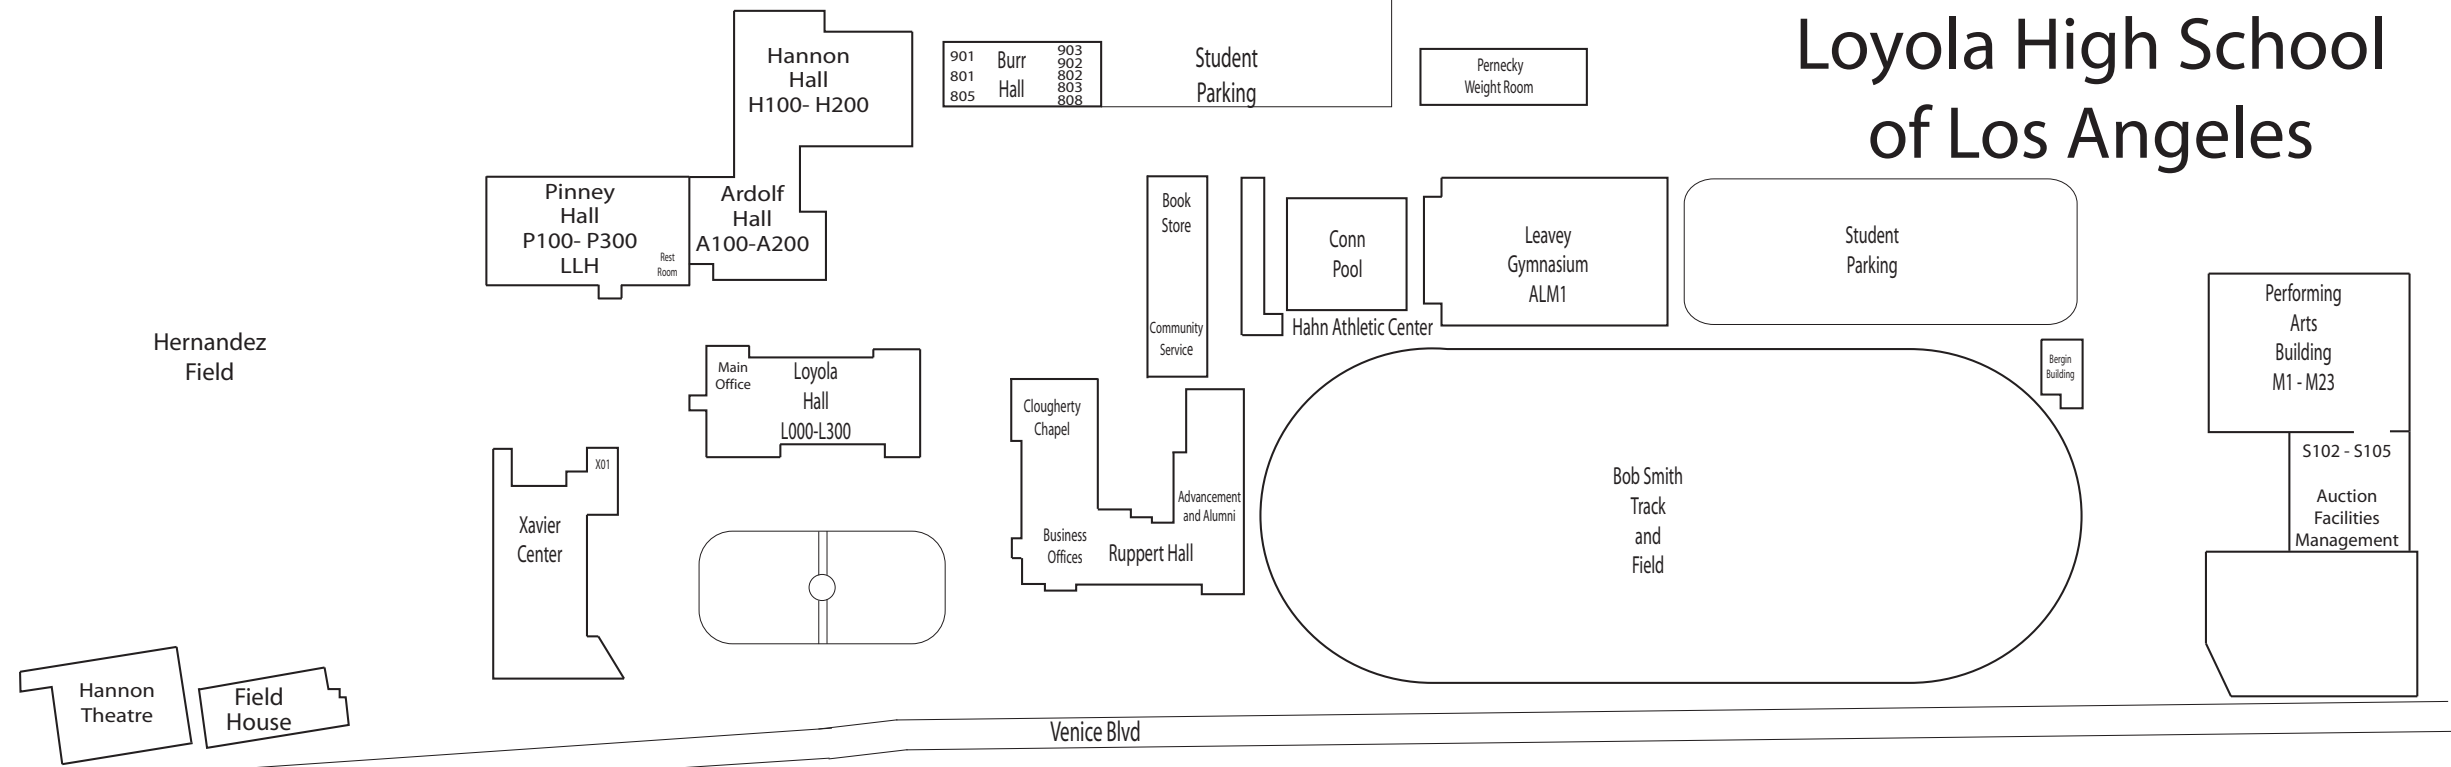 Loyola High School
of Los Angeles
Hannon
Hall
H100- H200
901
801
805
Burr
Hall
903
902
802
803
808
Student
Parking
Pernecky
Weight Room
Pinney
Hall
P100- P300
LLH
Rest
Room
Ardolf
Hall
A100-A200
Book
Store
Community
Service
Conn
Pool
Hahn Athletic Center
Leavey
Gymnasium
ALM1
Student
Parking
Performing
Arts
Building
M1 - M23
Bergin
Building
Hernandez
Field
Main
Office
Loyola
Hall
L000-L300
Clougherty
Chapel
Business
Offices
Ruppert Hall
Advancement
and Alumni
Bob Smith
Track
and
Field
S102 - S105
Auction
Facilities
Management
X01
Xavier
Center
Hannon
Theatre
Field
House
Venice Blvd